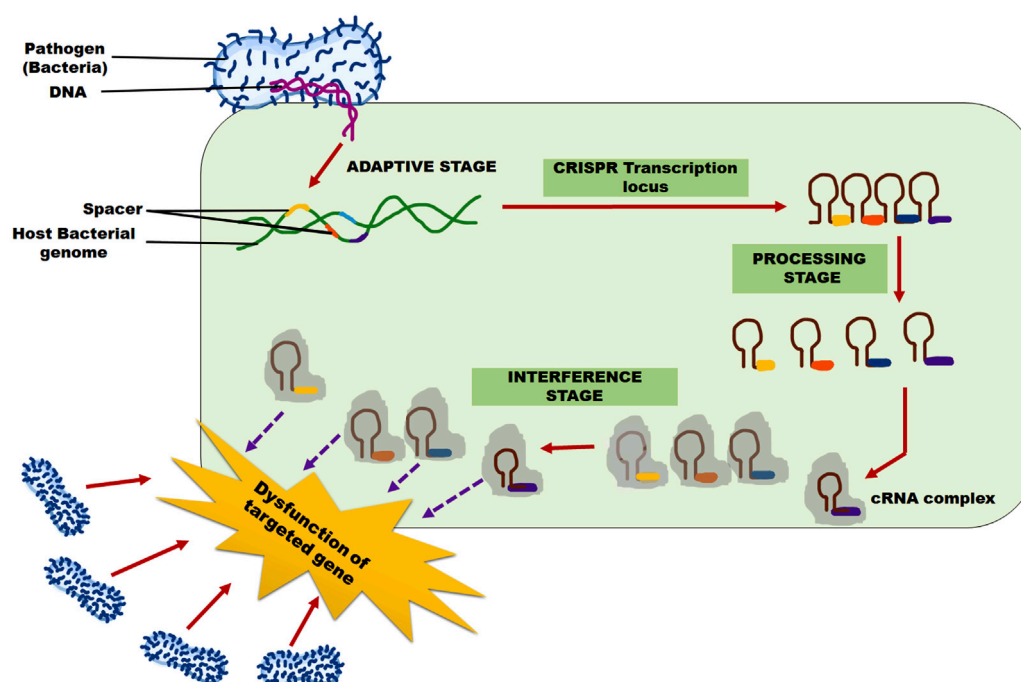 Pathogen
(Bacteria)
DNA
ADAPTIVE STAGE
CRISPR Transcription
locus
Spacer
Host Bacterial
genome
PROCESSING
STAGE
INTERFERENCE
STAGE
cRNA complex
Dysfunction of
targeted gene